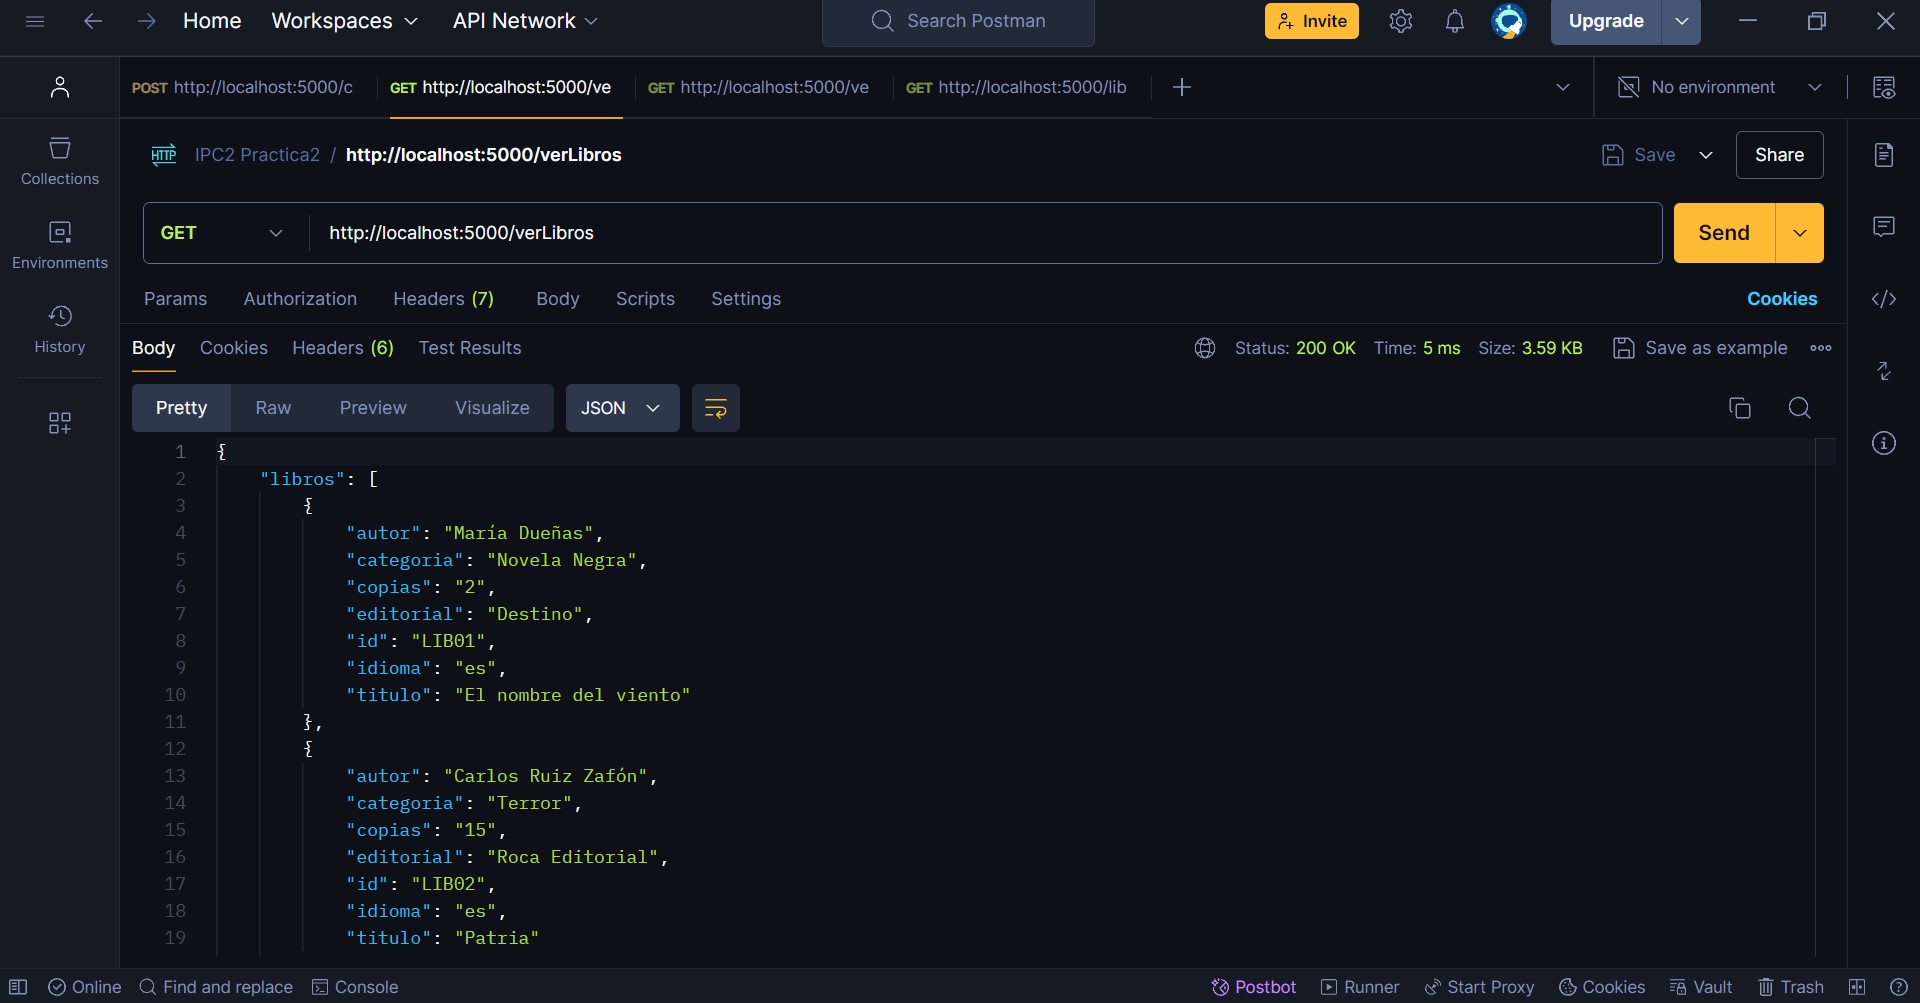 Home Workspaces API Network Search Postman Invite Upgrade
POST http://localhost:5000/c GET http://localhost:5000/ve GET http://localhost:5000/ve GET http://localhost:5000/lib No environment
HTTP IPC2 Practica2 / http://localhost:5000/verLibros Save Share
Collections
GET http://localhost:5000/verLibros Send
Environments
Params Authorization Headers (7) Body Scripts Settings Cookies
History
Body Cookies Headers (6) Test Results Status: 200 OK Time: 5 ms Size: 3.59 KB Save as example
Pretty Raw Preview Visualize JSON
1 {
2 "libros": [
3 {
4 "autor": "María Dueñas",
5 "categoria": "Novela Negra",
6 "copias": "2",
7 "editorial": "Destino",
8 "id": "LIB01",
9 "idioma": "es",
10 "titulo": "El nombre del viento"
11 },
12 {
13 "autor": "Carlos Ruiz Zafón",
14 "categoria": "Terror",
15 "copias": "15",
16 "editorial": "Roca Editorial",
17 "id": "LIB02",
18 "idioma": "es",
19 "titulo": "Patria"
Online Find and replace Console Postbot Runner Start Proxy Cookies Vault Trash